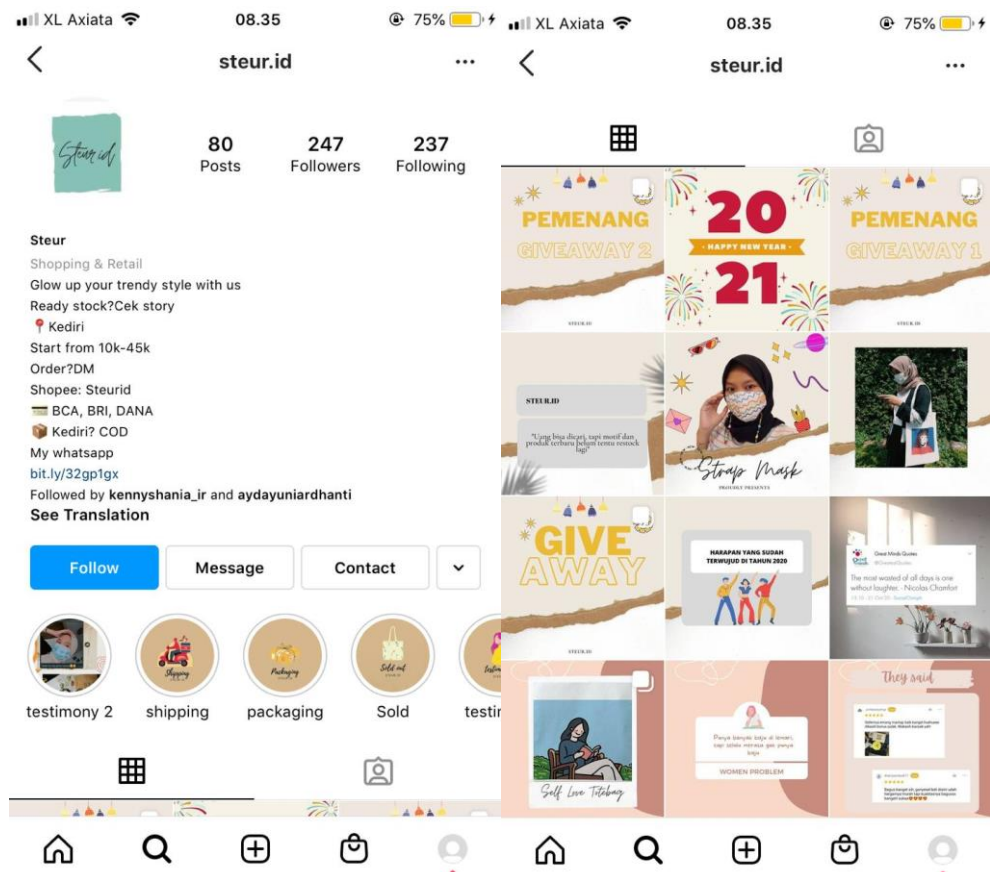 XL Axiata 08.35 75%
steur.id
Steur.id
80 247 237
Posts Followers Following
Steur
Shopping & Retail
Glow up your trendy style with us
Ready stock?Cek story
Kediri
Start from 10k-45k
Order?DM
Shopee: Steurid
BCA, BRI, DANA
Kediri? COD
My whatsapp
bit.ly/32gp1gx
Followed by kennyshania_ir and aydayuniardhanti
See Translation
Follow Message Contact
Shipping
Packaging
Sold out
testimony 2 shipping packaging Sold testi
XL Axiata 08.35 75%
steur.id
PEMENANG
GIVEAWAY 2
STEUR.ID
20
HAPPY NEW YEAR
21
PEMENANG
GIVEAWAY 1
STEUR.ID
STEUR.ID
"Uang bisa dicari, tapi motif dan
produk terbaru belum tentu restock
lagi"
Strap Mask
PROUDLY PRESENTS
GIVE
AWAY
STEUR.ID
HARAPAN YANG SUDAH
TERWUJUD DI TAHUN 2020
Great Minds Quotes
The most wasted of all days is one
without laughter. - Nicolas Chamfort
Self Love Totebag
Punya banyak baju di lemari,
tapi selalu merasa gak punya
baju
WOMEN PROBLEM
They said